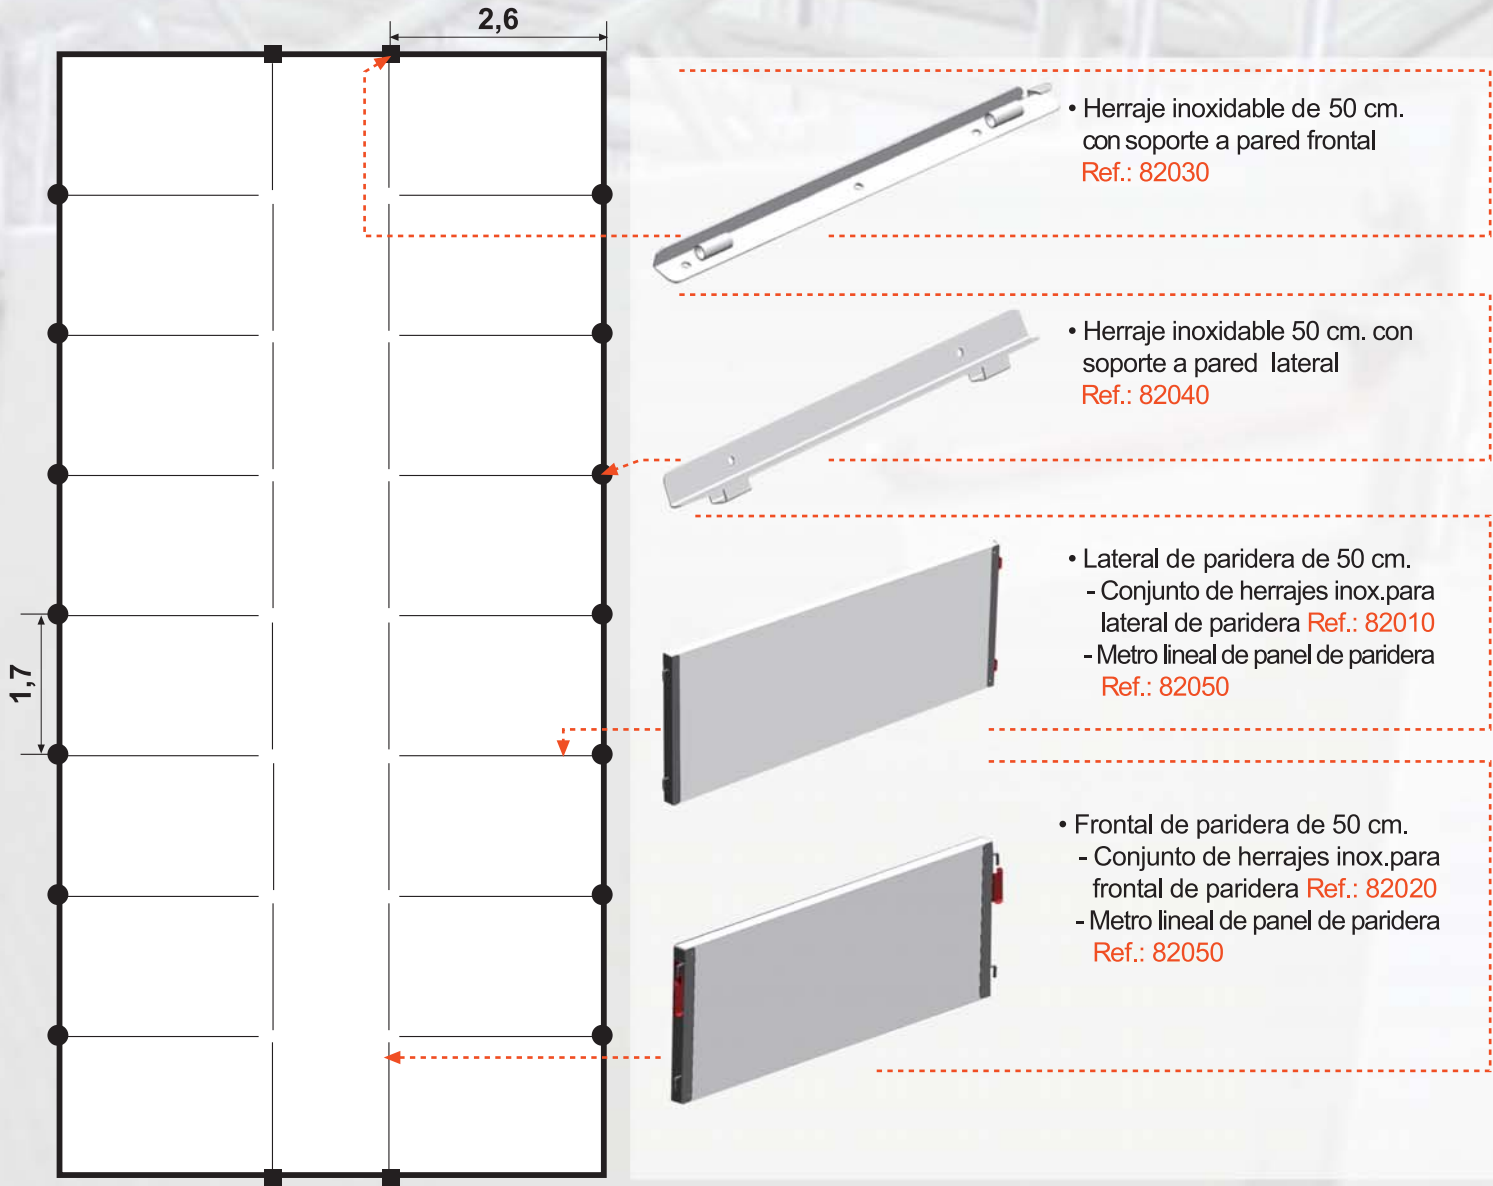 2,6
• Herraje inoxidable de 50 cm.
con soporte a pared frontal
Ref.: 82030
• Herraje inoxidable 50 cm. con
soporte a pared lateral
Ref.: 82040
• Lateral de paridera de 50 cm.
- Conjunto de herrajes inox.para
lateral de paridera Ref.: 82010
- Metro lineal de panel de paridera
Ref.: 82050
1,7
• Frontal de paridera de 50 cm.
- Conjunto de herrajes inox.para
frontal de paridera Ref.: 82020
- Metro lineal de panel de paridera
Ref.: 82050